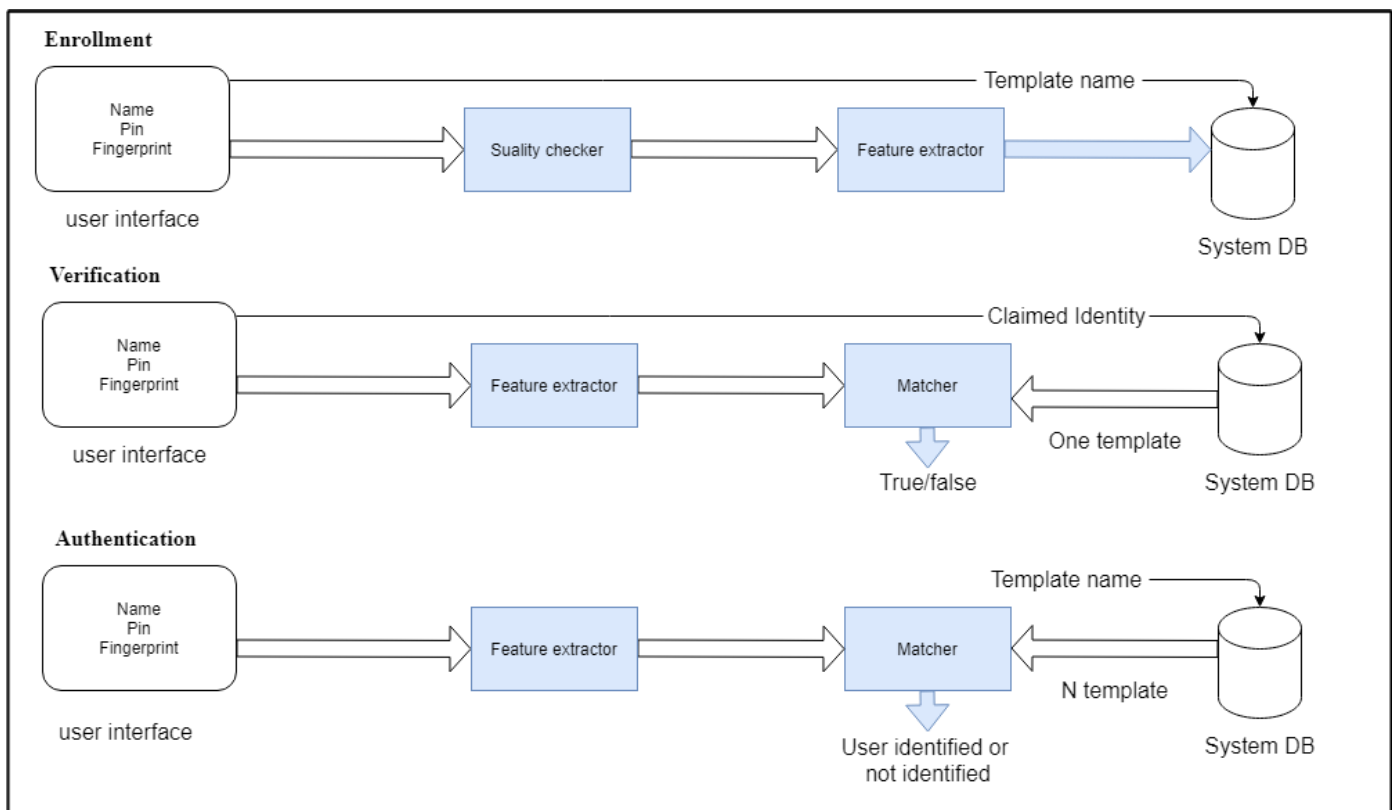 Enrollment
Name
Pin
Fingerprint
Template name
Suality checker
Feature extractor
user interface
System DB
Verification
Name
Pin
Fingerprint
Claimed Identity
Feature extractor
Matcher
One template
user interface
True/false
System DB
Authentication
Name
Pin
Fingerprint
Template name
Feature extractor
Matcher
N template
user interface
User identified or
not identified
System DB